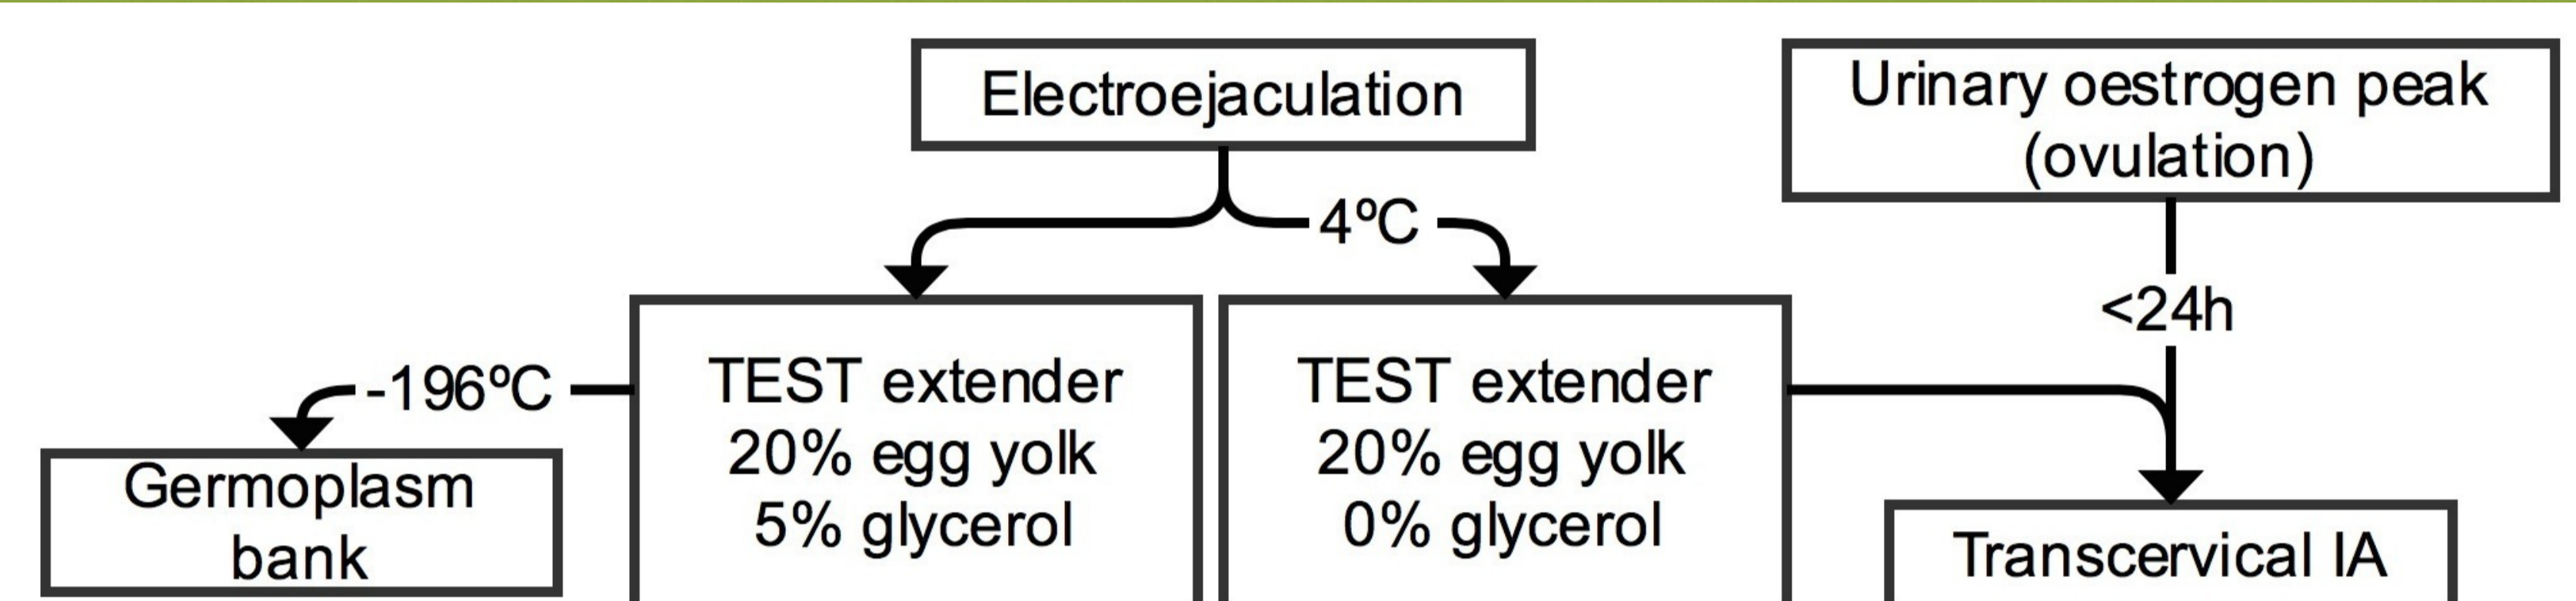 Electroejaculation
Urinary oestrogen peak
(ovulation)
4ºC
<24h
-196ºC
TEST extender
20% egg yolk
5% glycerol
TEST extender
20% egg yolk
0% glycerol
Germoplasm
bank
Transcervical IA